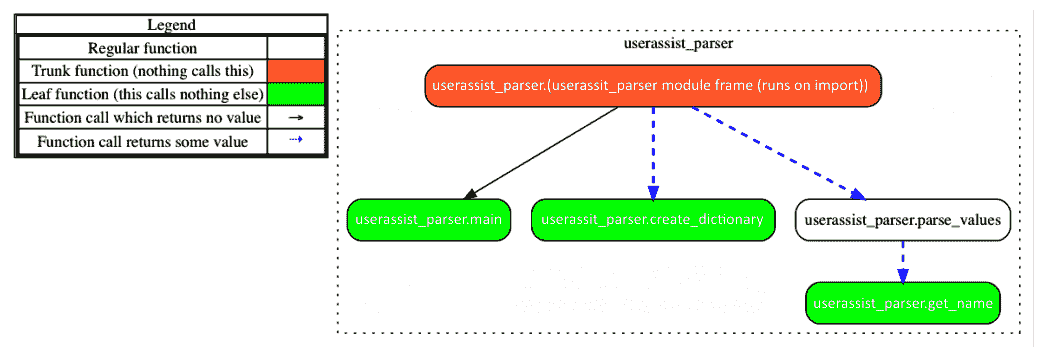 Legend
Regular function
Trunk function (nothing calls this)
Leaf function (this calls nothing else)
Function call which returns no value →
Function call returns some value
userassist_parser
userassist_parser.(userassit_parser module frame (runs on import))
userassist_parser.main
userassit_parser.create_dictionary
userassist_parser.parse_values
userassist_parser.get_name